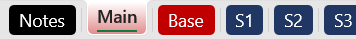 Notes Main Base S1 S2 S3